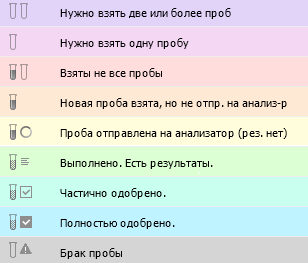 Нужно взять две или более проб
Нужно взять одну пробу
Взяты не все пробы
Новая проба взята, но не отпр. на анализ-р
Проба отправлена на анализатор (рез. нет)
Выполнено. Есть результаты.
Частично одобрено.
Полностью одобрено.
Брак пробы